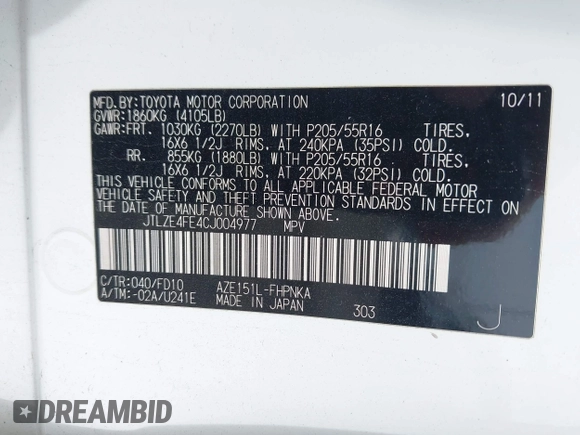 MFD.BY:TOYOTA MOTOR CORPORATION 10/11
GVWR:1860KG (4105LB)
GAWR:FRT. 1030KG (2270LB) WITH P205/55R16 TIRES,
16X6 1/2J RIMS, AT 240KPA (35PSI) COLD.
RR. 855KG (1880LB) WITH P205/55R16 TIRES,
16X6 1/2J RIMS, AT 220KPA (32PSI) COLD.
THIS VEHICLE CONFORMS TO ALL APPLICABLE FEDERAL MOTOR
VEHICLE SAFETY AND THEFT PREVENTION STANDARDS IN EFFECT ON
THE DATE OF MANUFACTURE SHOWN ABOVE.
JTLZE4FE4CJ004977 MPV
C/TR:040/FD10 AZE151L-FHPNKA
A/TM:-02A/U241E MADE IN JAPAN 303
J
DREAMBID